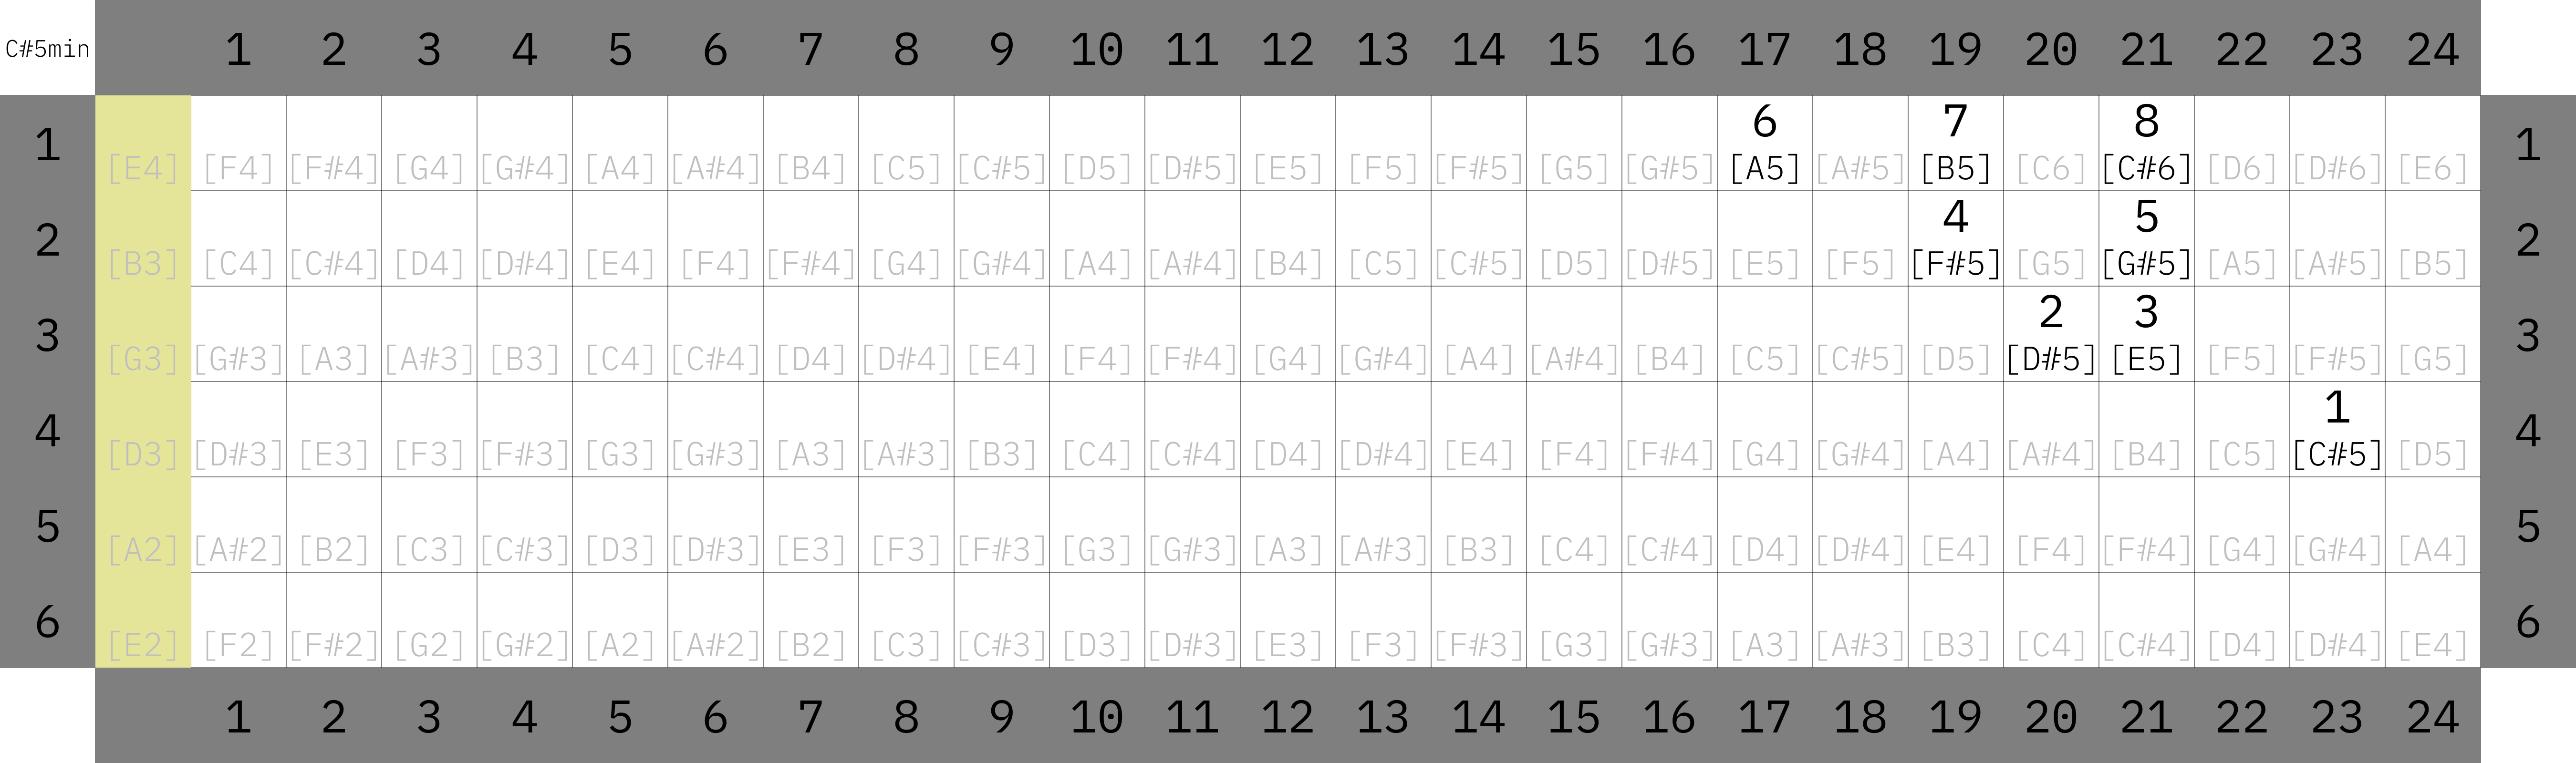 C#5min 1 2 3 4 5 6 7 8 9 10 11 12 13 14 15 16 17 18 19 20 21 22 23 24
6 7 8
1 [E4] [F4] [F#4] [G4] [G#4] [A4] [A#4] [B4] [C5] [C#5] [D5] [D#5] [E5] [F5] [F#5] [G5] [G#5] [A5] [A#5] [B5] [C6] [C#6] [D6] [D#6] [E6] 1
4 5
2 [B3] [C4] [C#4] [D4] [D#4] [E4] [F4] [F#4] [G4] [G#4] [A4] [A#4] [B4] [C5] [C#5] [D5] [D#5] [E5] [F5] [F#5] [G5] [G#5] [A5] [A#5] [B5] 2
2 3
3 [G3] [G#3] [A3] [A#3] [B3] [C4] [C#4] [D4] [D#4] [E4] [F4] [F#4] [G4] [G#4] [A4] [A#4] [B4] [C5] [C#5] [D5] [D#5] [E5] [F5] [F#5] [G5] 3
1
4 [D3] [D#3] [E3] [F3] [F#3] [G3] [G#3] [A3] [A#3] [B3] [C4] [C#4] [D4] [D#4] [E4] [F4] [F#4] [G4] [G#4] [A4] [A#4] [B4] [C5] [C#5] [D5] 4
5 [A2] [A#2] [B2] [C3] [C#3] [D3] [D#3] [E3] [F3] [F#3] [G3] [G#3] [A3] [A#3] [B3] [C4] [C#4] [D4] [D#4] [E4] [F4] [F#4] [G4] [G#4] [A4] 5
6 [E2] [F2] [F#2] [G2] [G#2] [A2] [A#2] [B2] [C3] [C#3] [D3] [D#3] [E3] [F3] [F#3] [G3] [G#3] [A3] [A#3] [B3] [C4] [C#4] [D4] [D#4] [E4] 6
1 2 3 4 5 6 7 8 9 10 11 12 13 14 15 16 17 18 19 20 21 22 23 24